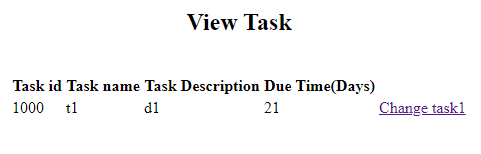 View Task
Task id Task name Task Description Due Time(Days)
1000 t1 d1 21 Change task1